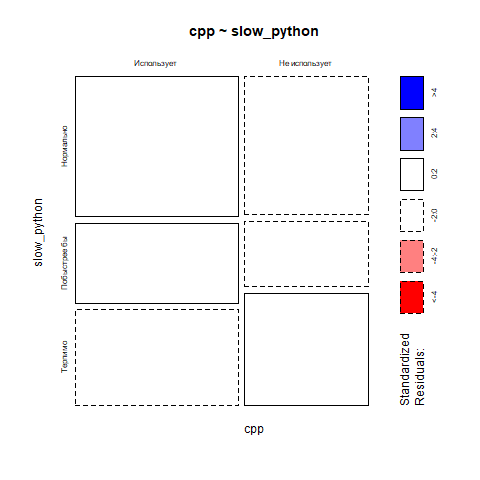 cpp ~ slow_python
Использует
Не использует
slow_python
Нормально
Побыстрее бы
Терпимо
cpp
Standardized
Residuals:
<-4
-4:-2
-2:0
0:2
2:4
>4